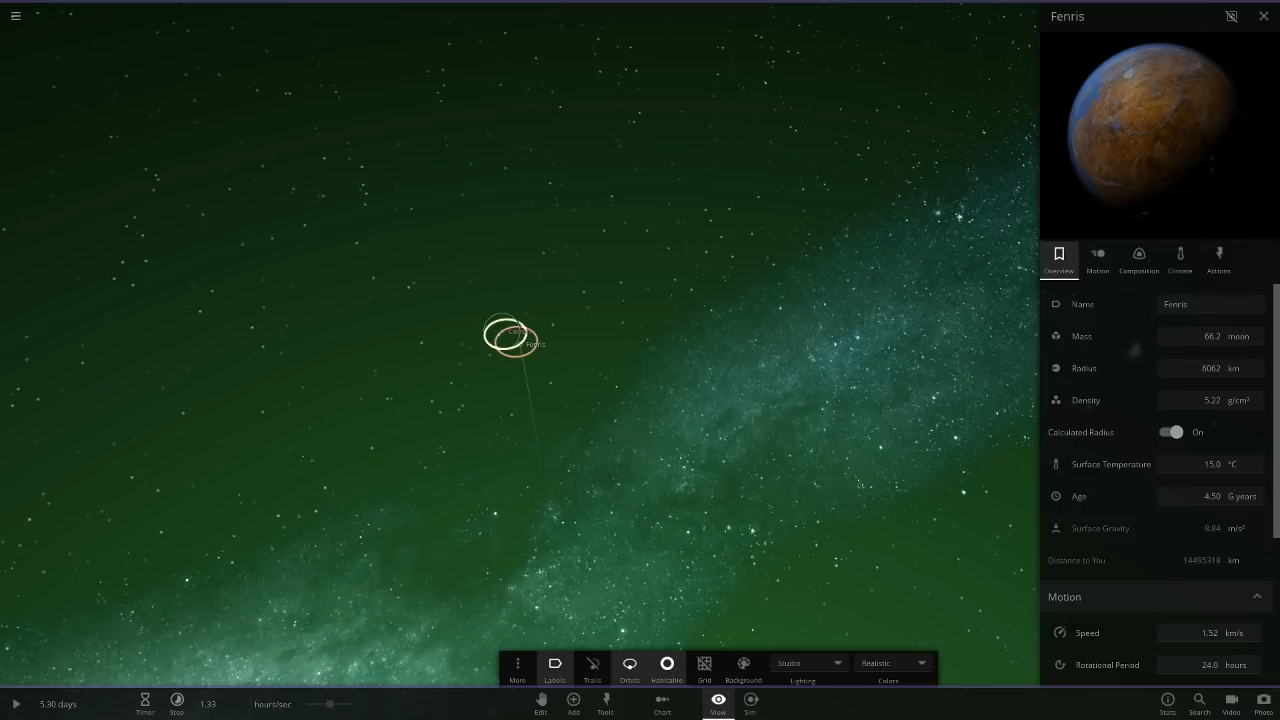 Fenris
Fenris
Overview
Motion
Composition
Climate
Actions
Name Fenris
Mass 66.2 moon
Radius 6062 km
Density 5.22 g/cm³
Calculated Radius On
Surface Temperature 15.0 °C
Age 4.50 G years
Surface Gravity 8.84 m/s²
Distance to You 14495318 km
Motion
Speed 1.52 km/s
Rotational Period 24.0 hours
More
Labels
Trails
Orbits
Habitable
Grid
Background
Studio
Lighting
Realistic
Colors
5.30 days
Timer
Step
1.33 hours/sec
Edit
Add
Tools
Chart
View
Sim
Stats
Search
Video
Photo